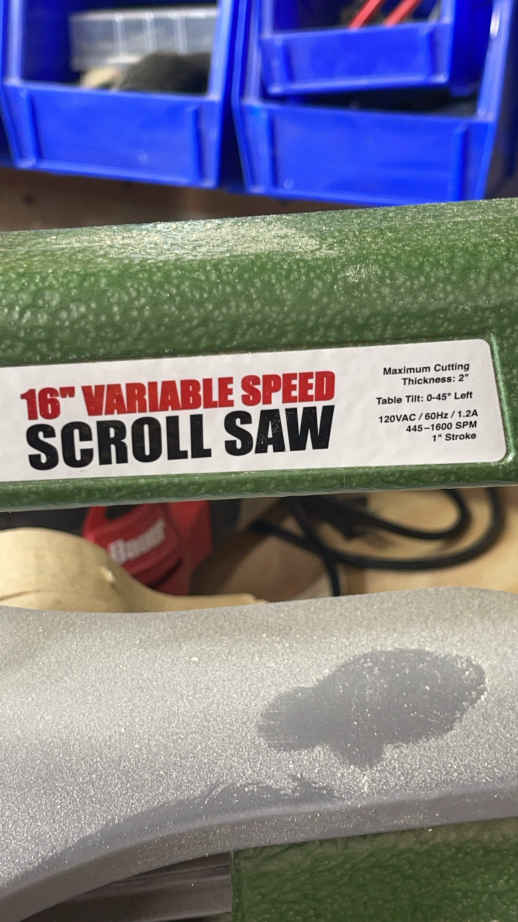 16" VARIABLE SPEED
SCROLL SAW
Maximum Cutting
Thickness: 2"
Table Tilt: 0-45° Left
120VAC / 60Hz / 1.2A
445–1600 SPM
1" Stroke
Bauer